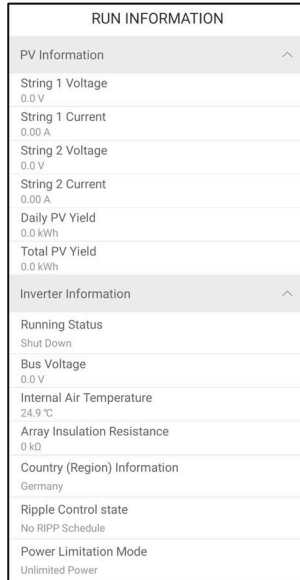 RUN INFORMATION
PV Information
String 1 Voltage
0.0 V
String 1 Current
0.00 A
String 2 Voltage
0.0 V
String 2 Current
0.00 A
Daily PV Yield
0.0 kWh
Total PV Yield
0.0 kWh
Inverter Information
Running Status
Shut Down
Bus Voltage
0.0 V
Internal Air Temperature
24.9 ℃
Array Insulation Resistance
0 kΩ
Country (Region) Information
Germany
Ripple Control state
No RIPP Schedule
Power Limitation Mode
Unlimited Power